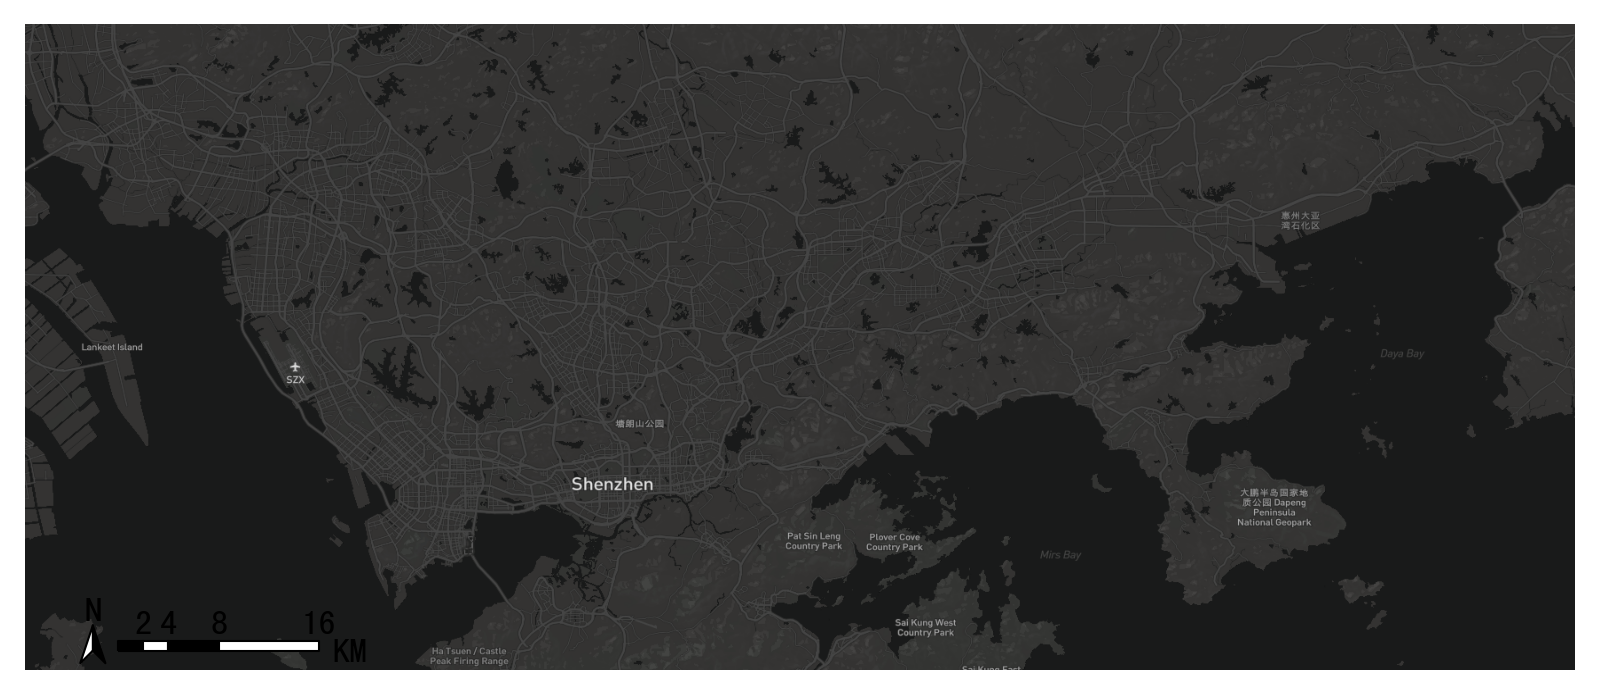 惠州大亚
湾石化区
Lankeet Island
Daya Bay
SZX
塘朗山公园
Shenzhen
大鹏半岛国家地
质公园 Dapeng
Peninsula
National Geopark
Pat Sin Leng
Country Park
Plover Cove
Country Park
Mirs Bay
N
2 4 8 16
KM
Sai Kung West
Country Park
Ha Tsuen / Castle
Peak Firing Range
Sai Kung East